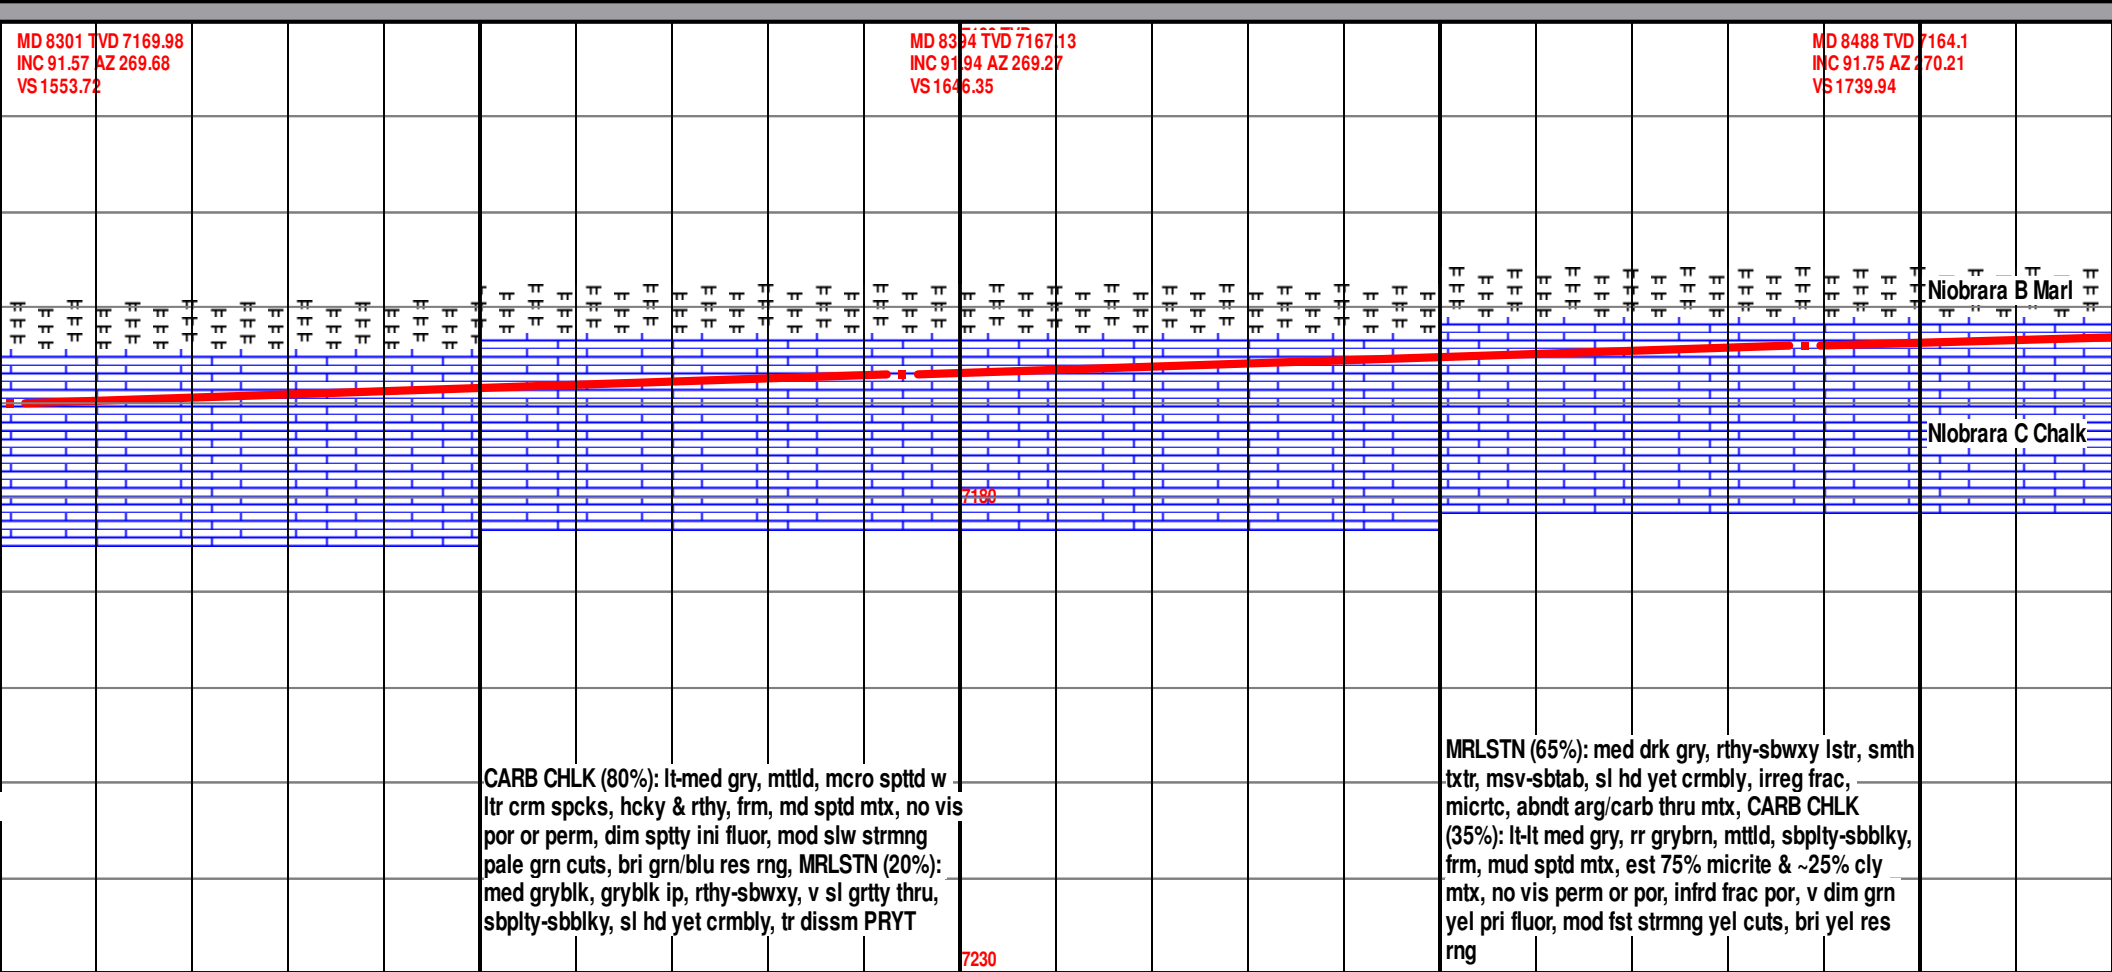 MD 8301 TVD 7169.98
INC 91.57 AZ 269.68
VS 1553.72
MD 8394 TVD 7167.13
INC 91.94 AZ 269.27
VS 1646.35
MD 8488 TVD 7164.1
INC 91.75 AZ 270.21
VS 1739.94
Niobrara B Marl
NIobrara C Chalk
7180
CARB CHLK (80%): lt-med gry, mttld, mcro spttd w
ltr crm spcks, hcky & rthy, frm, md sptd mtx, no vis
por or perm, dim sptty ini fluor, mod slw strmng
pale grn cuts, bri grn/blu res rng, MRLSTN (20%):
med gryblk, gryblk ip, rthy-sbwxy, v sl grtty thru,
sbplty-sbblky, sl hd yet crmbly, tr dissm PRYT
MRLSTN (65%): med drk gry, rthy-sbwxy lstr, smth
txtr, msv-sbtab, sl hd yet crmbly, irreg frac,
micrtc, abndt arg/carb thru mtx, CARB CHLK
(35%): lt-lt med gry, rr grybrn, mttld, sbplty-sbblky,
frm, mud sptd mtx, est 75% micrite & ~25% cly
mtx, no vis perm or por, infrd frac por, v dim grn
yel pri fluor, mod fst strmng yel cuts, bri yel res
rng
7230